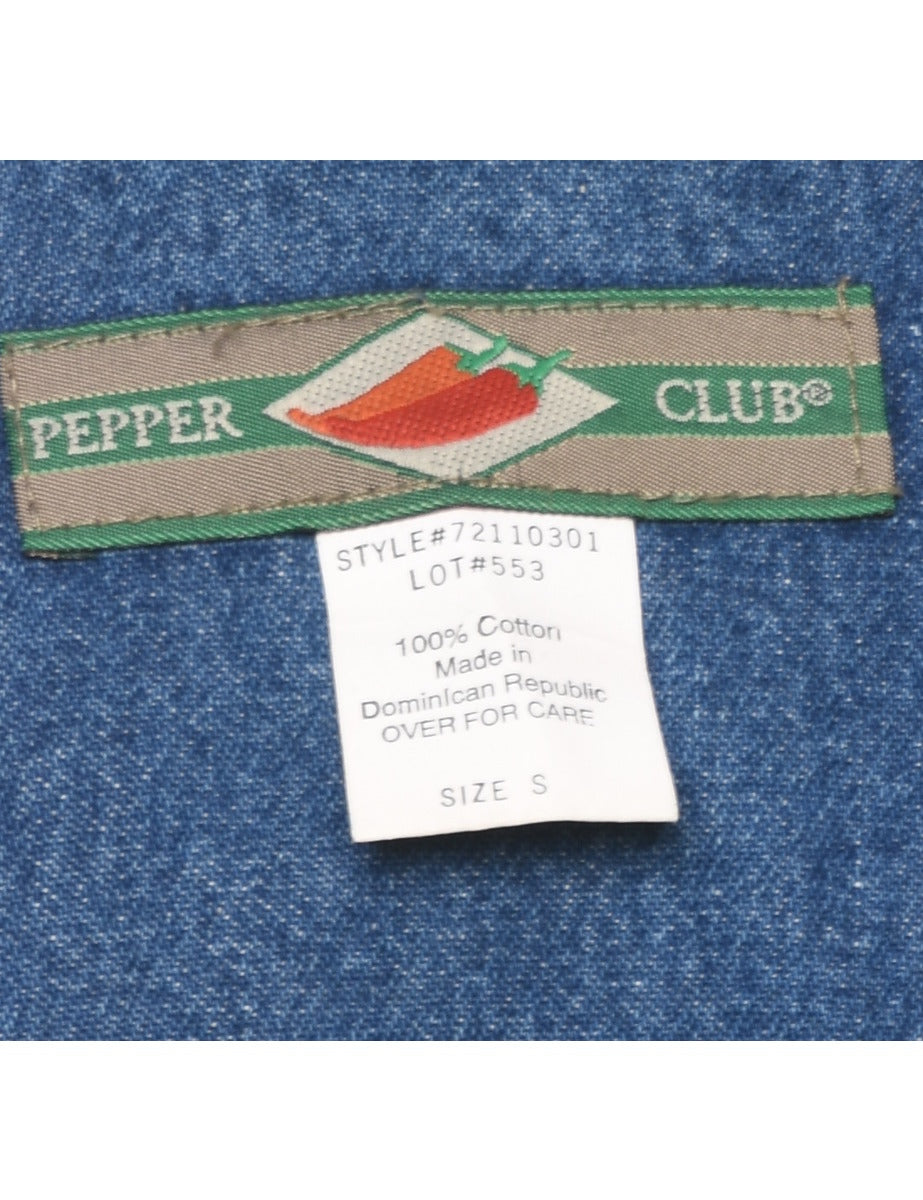 PEPPER CLUB®
STYLE#72110301
LOT#553
100% Cotton
Made in
Dominican Republic
OVER FOR CARE
SIZE S